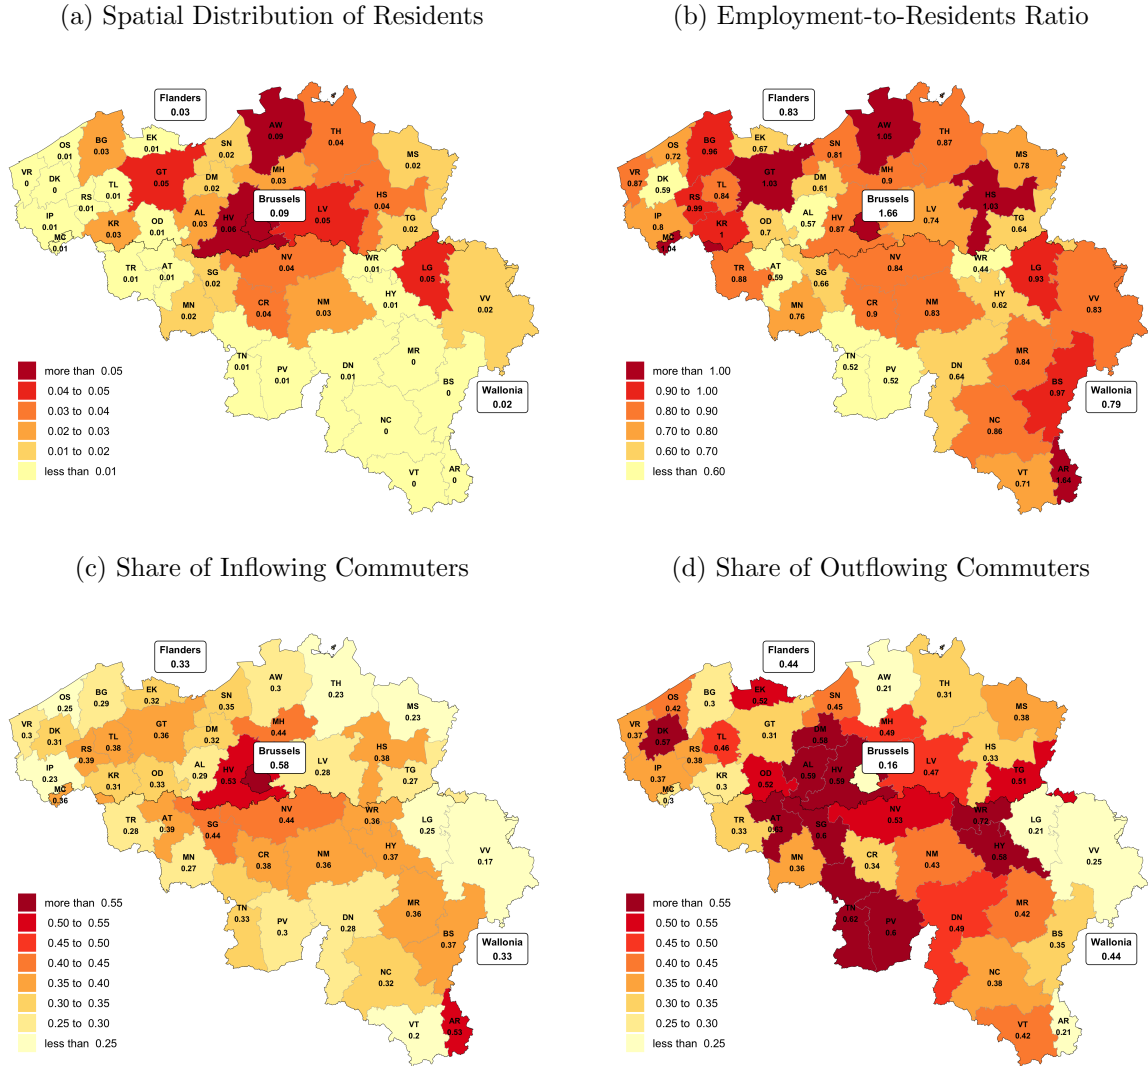 (a) Spatial Distribution of Residents
Flanders
0.03
AW
0.09
TH
0.04
EK
0.01
BG
0.03
OS
0.01
SN
0.02
MS
0.02
VR
0
DK
0
GT
0.05
DM
0.02
MH
0.03
TL
0.01
RS
0.01
HS
0.04
Brussels
0.09
LV
0.05
IP
0.01
AL
0.03
HV
0.06
TG
0.02
KR
0.03
OD
0.01
MC
0.01
TR
0.01
AT
0.01
SG
0.02
NV
0.04
WR
0.01
LG
0.05
MN
0.02
CR
0.04
NM
0.03
HY
0.01
VV
0.02
TN
0.01
PV
0.01
DN
0.01
MR
0
BS
0
Wallonia
0.02
NC
0
VT
0
AR
0
more than 0.05
0.04 to 0.05
0.03 to 0.04
0.02 to 0.03
0.01 to 0.02
less than 0.01
(b) Employment-to-Residents Ratio
Flanders
0.83
AW
1.05
TH
0.87
EK
0.67
BG
0.96
OS
0.72
SN
0.81
MS
0.78
VR
0.87
DK
0.59
GT
1.03
DM
0.61
MH
0.9
TL
0.84
RS
0.99
HS
1.03
Brussels
1.66
LV
0.74
IP
0.8
AL
0.57
HV
0.87
TG
0.64
KR
1
OD
0.7
MC
1.04
TR
0.88
AT
0.59
SG
0.66
NV
0.84
WR
0.44
LG
0.93
MN
0.76
CR
0.9
NM
0.83
HY
0.62
VV
0.83
TN
0.52
PV
0.52
DN
0.64
MR
0.84
BS
0.97
Wallonia
0.79
NC
0.86
VT
0.71
AR
1.64
more than 1.00
0.90 to 1.00
0.80 to 0.90
0.70 to 0.80
0.60 to 0.70
less than 0.60
(c) Share of Inflowing Commuters
Flanders
0.33
AW
0.3
TH
0.23
EK
0.32
BG
0.29
OS
0.25
SN
0.35
MS
0.23
VR
0.3
DK
0.31
GT
0.36
DM
0.32
MH
0.44
TL
0.38
RS
0.39
HS
0.38
Brussels
0.58
LV
0.28
IP
0.23
AL
0.29
HV
0.53
TG
0.27
KR
0.31
OD
0.33
MC
0.36
TR
0.28
AT
0.39
SG
0.44
NV
0.44
WR
0.36
LG
0.25
MN
0.27
CR
0.38
NM
0.36
HY
0.37
VV
0.17
TN
0.33
PV
0.3
DN
0.28
MR
0.36
BS
0.37
Wallonia
0.33
NC
0.32
VT
0.2
AR
0.53
more than 0.55
0.50 to 0.55
0.45 to 0.50
0.40 to 0.45
0.35 to 0.40
0.30 to 0.35
0.25 to 0.30
less than 0.25
(d) Share of Outflowing Commuters
Flanders
0.44
AW
0.21
TH
0.31
EK
0.52
BG
0.3
OS
0.42
SN
0.45
MS
0.38
VR
0.37
DK
0.57
GT
0.31
DM
0.58
MH
0.49
TL
0.46
RS
0.38
HS
0.33
Brussels
0.16
LV
0.47
IP
0.37
AL
0.59
HV
0.59
TG
0.51
KR
0.3
OD
0.52
MC
0.3
TR
0.33
AT
0.63
SG
0.6
NV
0.53
WR
0.72
LG
0.21
MN
0.36
CR
0.34
NM
0.43
HY
0.58
VV
0.25
TN
0.62
PV
0.6
DN
0.49
MR
0.42
BS
0.35
Wallonia
0.44
NC
0.38
VT
0.42
AR
0.21
more than 0.55
0.50 to 0.55
0.45 to 0.50
0.40 to 0.45
0.35 to 0.40
0.30 to 0.35
0.25 to 0.30
less than 0.25